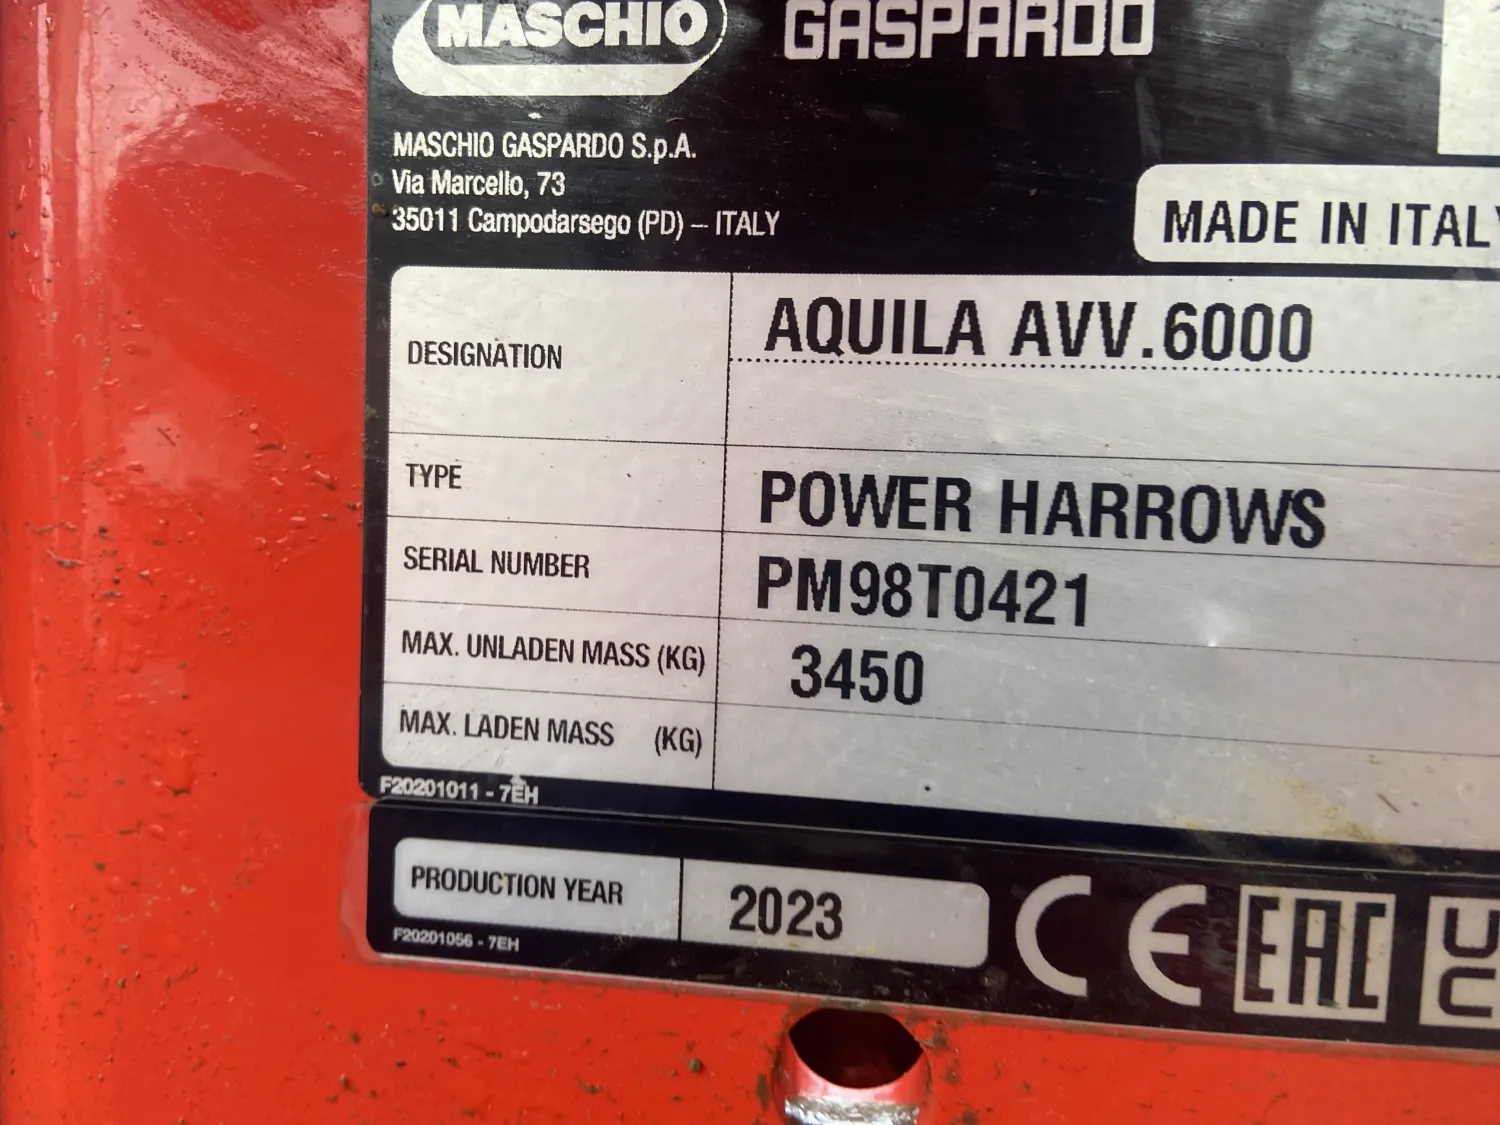 MASCHIO GASPARDO
MASCHIO GASPARDO S.p.A.
Via Marcello, 73
35011 Campodarsego (PD) – ITALY
MADE IN ITALY
DESIGNATION AQUILA AVV.6000
TYPE POWER HARROWS
SERIAL NUMBER PM98T0421
MAX. UNLADEN MASS (KG) 3450
MAX. LADEN MASS (KG)
F20201011 - 7EH
PRODUCTION YEAR 2023
CE EAC UK
F20201056 - 7EH